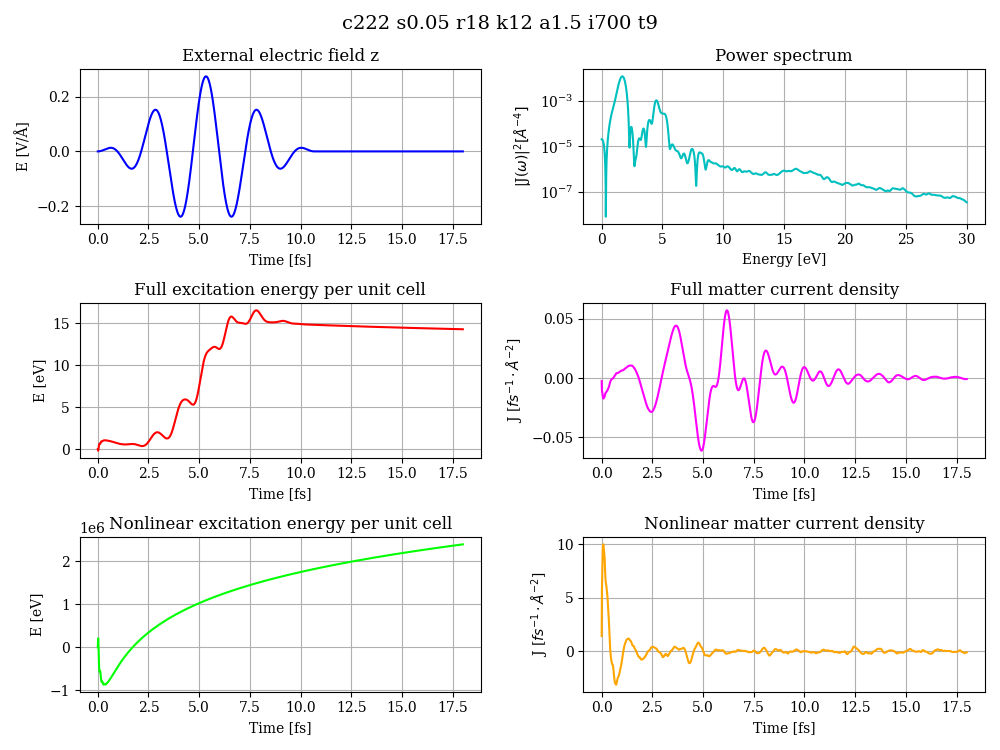 c222 s0.05 r18 k12 a1.5 i700 t9
External electric field z
E [V/Å]
0.2
0.0
−0.2
0.0 2.5 5.0 7.5 10.0 12.5 15.0 17.5
Time [fs]
Power spectrum
|J(ω)|²[Å⁻⁴]
10⁻³
10⁻⁵
10⁻⁷
0 5 10 15 20 25 30
Energy [eV]
Full excitation energy per unit cell
E [eV]
15
10
5
0
0.0 2.5 5.0 7.5 10.0 12.5 15.0 17.5
Time [fs]
Full matter current density
J [fs⁻¹ · Å⁻²]
0.05
0.00
−0.05
0.0 2.5 5.0 7.5 10.0 12.5 15.0 17.5
Time [fs]
1e6
Nonlinear excitation energy per unit cell
E [eV]
2
1
0
−1
0.0 2.5 5.0 7.5 10.0 12.5 15.0 17.5
Time [fs]
Nonlinear matter current density
J [fs⁻¹ · Å⁻²]
10
5
0
0.0 2.5 5.0 7.5 10.0 12.5 15.0 17.5
Time [fs]